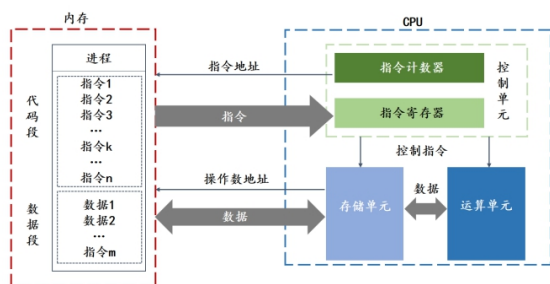 内存
CPU
进程
代码段
指令1
指令2
指令3
...
指令k
...
指令n
数据段
数据1
数据2
...
指令m
指令地址
指令
操作数地址
数据
指令计数器
指令寄存器
控制单元
控制指令
存储单元
数据
运算单元